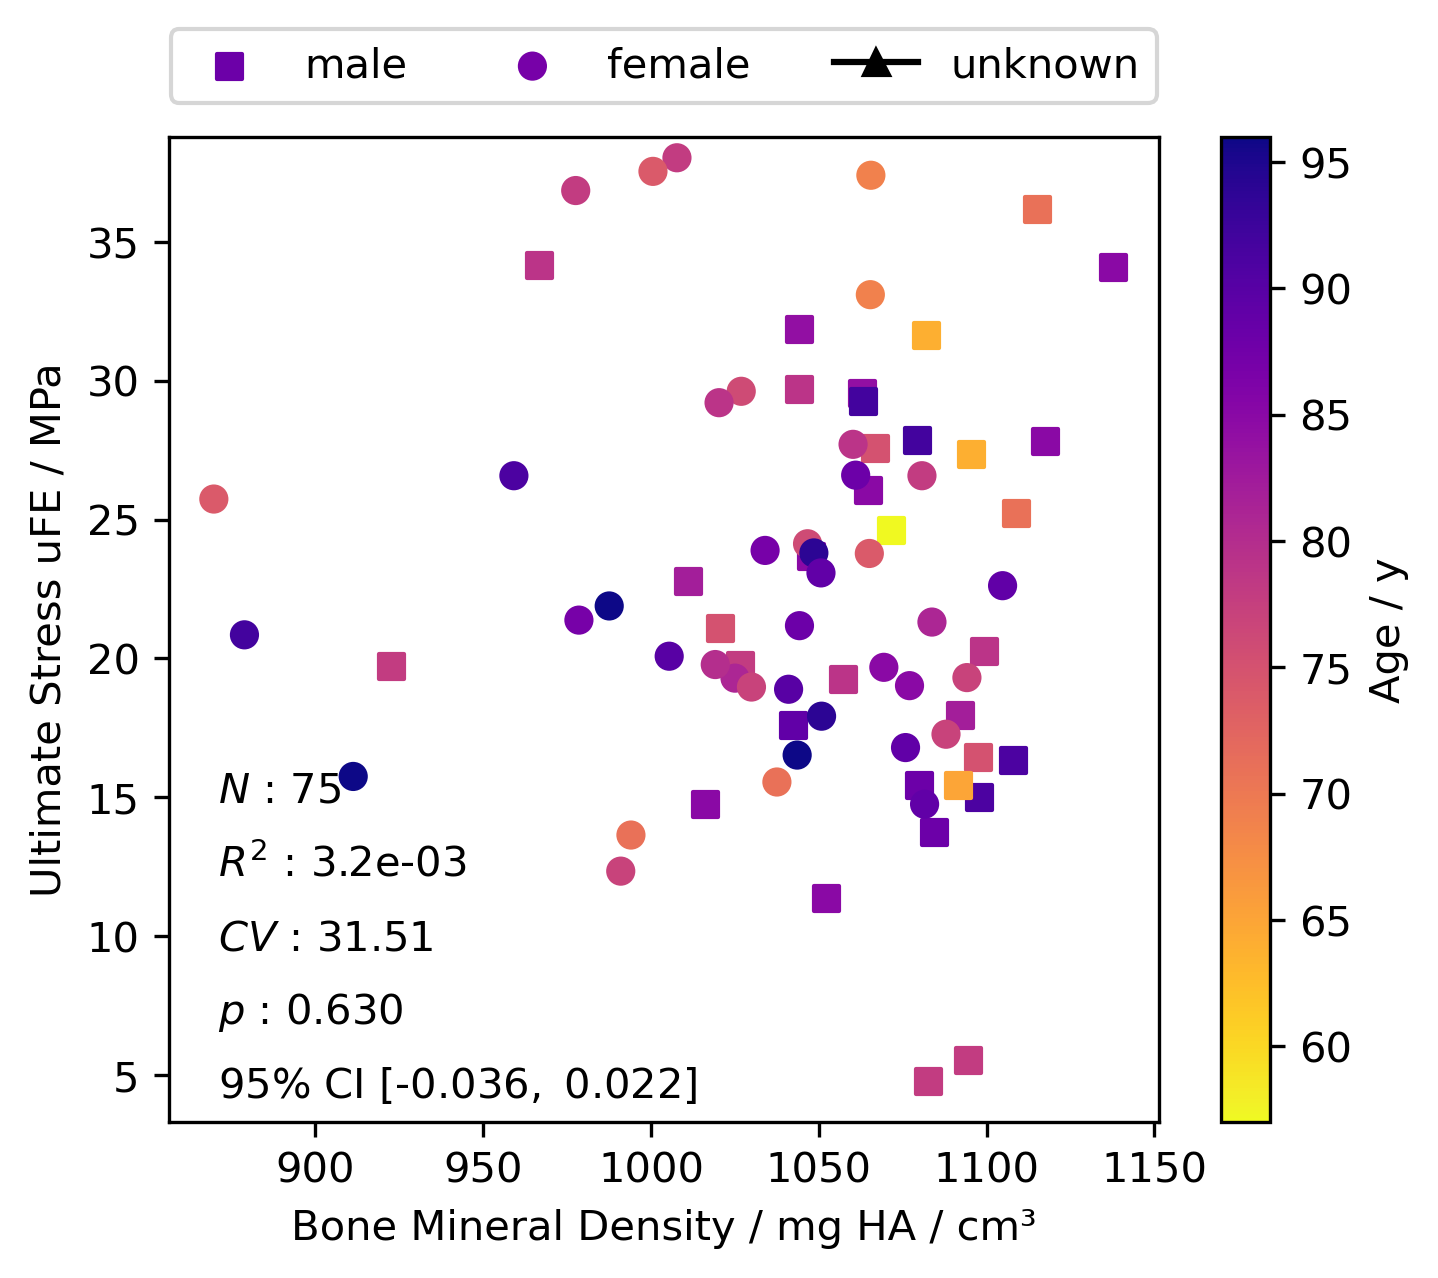 male female unknown
35
30
25
20
15
10
5
Ultimate Stress uFE / MPa
N : 75
R² : 3.2e-03
CV : 31.51
p : 0.630
95% CI [-0.036, 0.022]
900 950 1000 1050 1100 1150
Bone Mineral Density / mg HA / cm³
95
90
85
80
75
70
65
60
Age / y